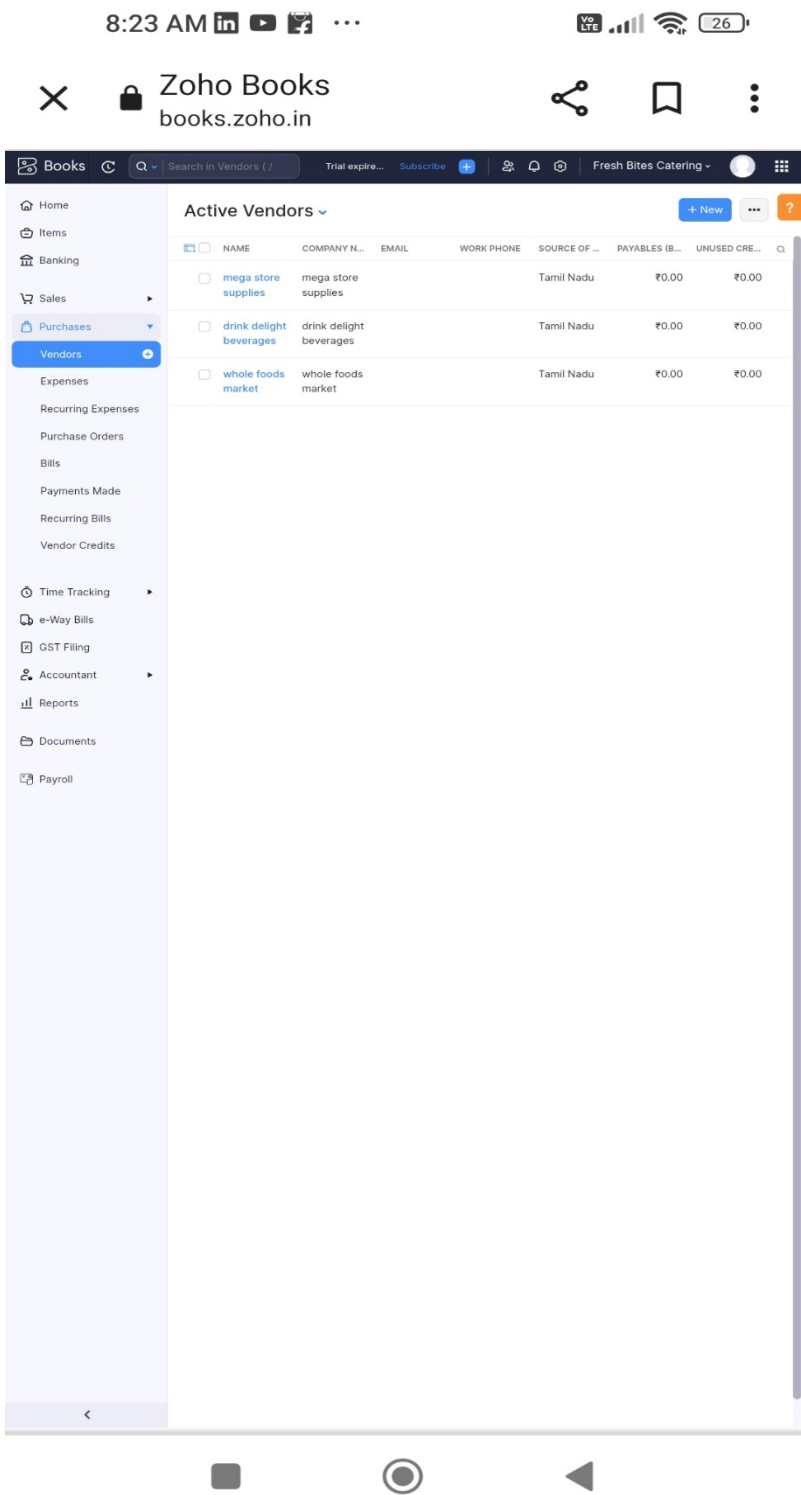 8:23 AM in ...
Vo LTE 26
Zoho Books
books.zoho.in
Books Search in Vendors ( / Trial expire... Subscribe + Fresh Bites Catering
Home
Items
Banking
Sales
Purchases
Vendors
Expenses
Recurring Expenses
Purchase Orders
Bills
Payments Made
Recurring Bills
Vendor Credits
Time Tracking
e-Way Bills
GST Filing
Accountant
Reports
Documents
Payroll
Active Vendors + New ... ?
NAME COMPANY N... EMAIL WORK PHONE SOURCE OF ... PAYABLES (B... UNUSED CRE...
mega store mega store Tamil Nadu ₹0.00 ₹0.00
supplies supplies
drink delight drink delight Tamil Nadu ₹0.00 ₹0.00
beverages beverages
whole foods whole foods Tamil Nadu ₹0.00 ₹0.00
market market